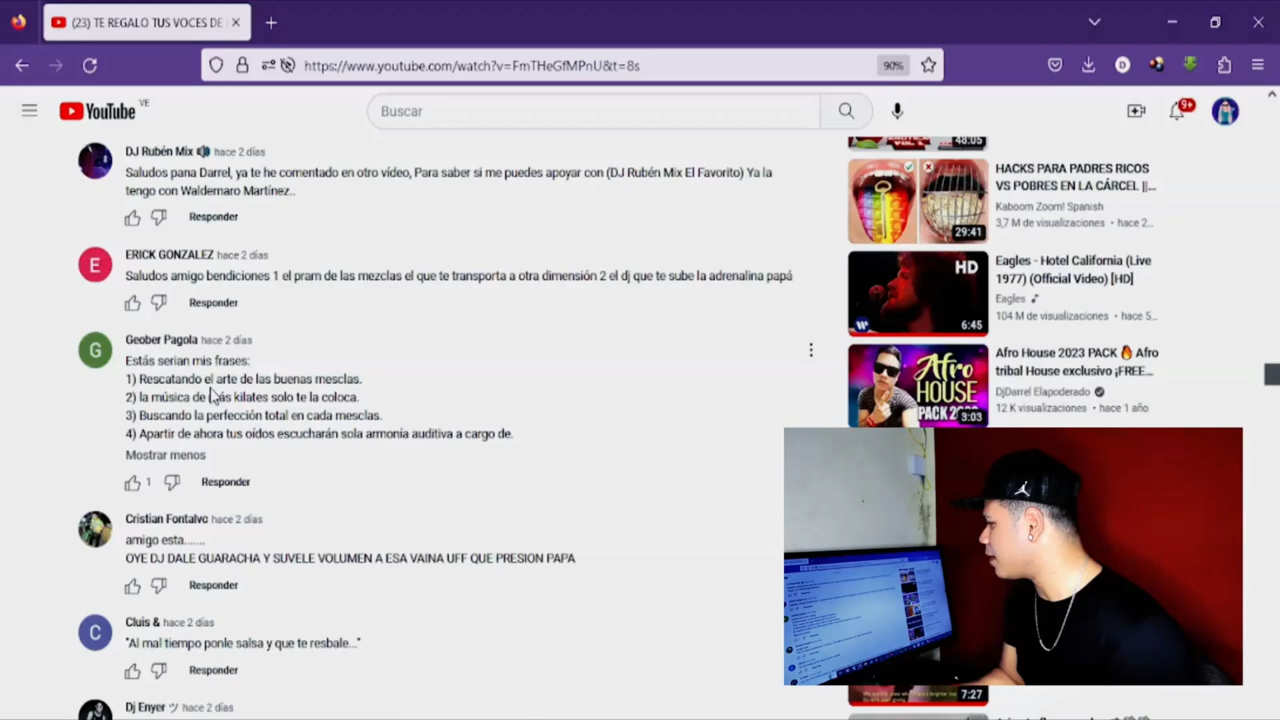 (23) TE REGALO TUS VOCES DE
https://www.youtube.com/watch?v=FmTHeGfMPnU&t=8s
90%
YouTube VE
Buscar
9+
DJ Rubén Mix hace 2 días
Saludos pana Darrel, ya te he comentado en otro vídeo, Para saber si me puedes apoyar con (DJ Rubén Mix El Favorito) Ya la
tengo con Waldemaro Martínez..
Responder
ERICK GONZALEZ hace 2 días
Saludos amigo bendiciones 1 el pram de las mezclas el que te transporta a otra dimensión 2 el dj que te sube la adrenalina papá
Responder
Geober Pagola hace 2 días
Estás serian mis frases:
1) Rescatando el arte de las buenas mesclas.
2) la música de más kilates solo te la coloca.
3) Buscando la perfección total en cada mesclas.
4) Apartir de ahora tus oídos escucharán sola armonía auditiva a cargo de.
Mostrar menos
1 Responder
Cristian Fontalvo hace 2 días
amigo esta.......
OYE DJ DALE GUARACHA Y SUVELE VOLUMEN A ESA VAINA UFF QUE PRESION PAPA
Responder
Cluis & hace 2 días
"Al mal tiempo ponle salsa y que te resbale..."
Responder
Dj Enyer ツ hace 2 días
48:05
HACKS PARA PADRES RICOS
VS POBRES EN LA CÁRCEL ||...
Kaboom Zoom! Spanish
3,7 M de visualizaciones • hace 2...
29:41
Eagles - Hotel California (Live
1977) (Official Video) [HD]
Eagles
104 M de visualizaciones • hace 5...
HD
6:45
Afro House 2023 PACK 🔥 Afro
tribal House exclusivo ¡FREE...
DjDarrel Elapoderado
12 K visualizaciones • hace 1 año
Afro
HOUSE
PACK 202
3:03
7:27